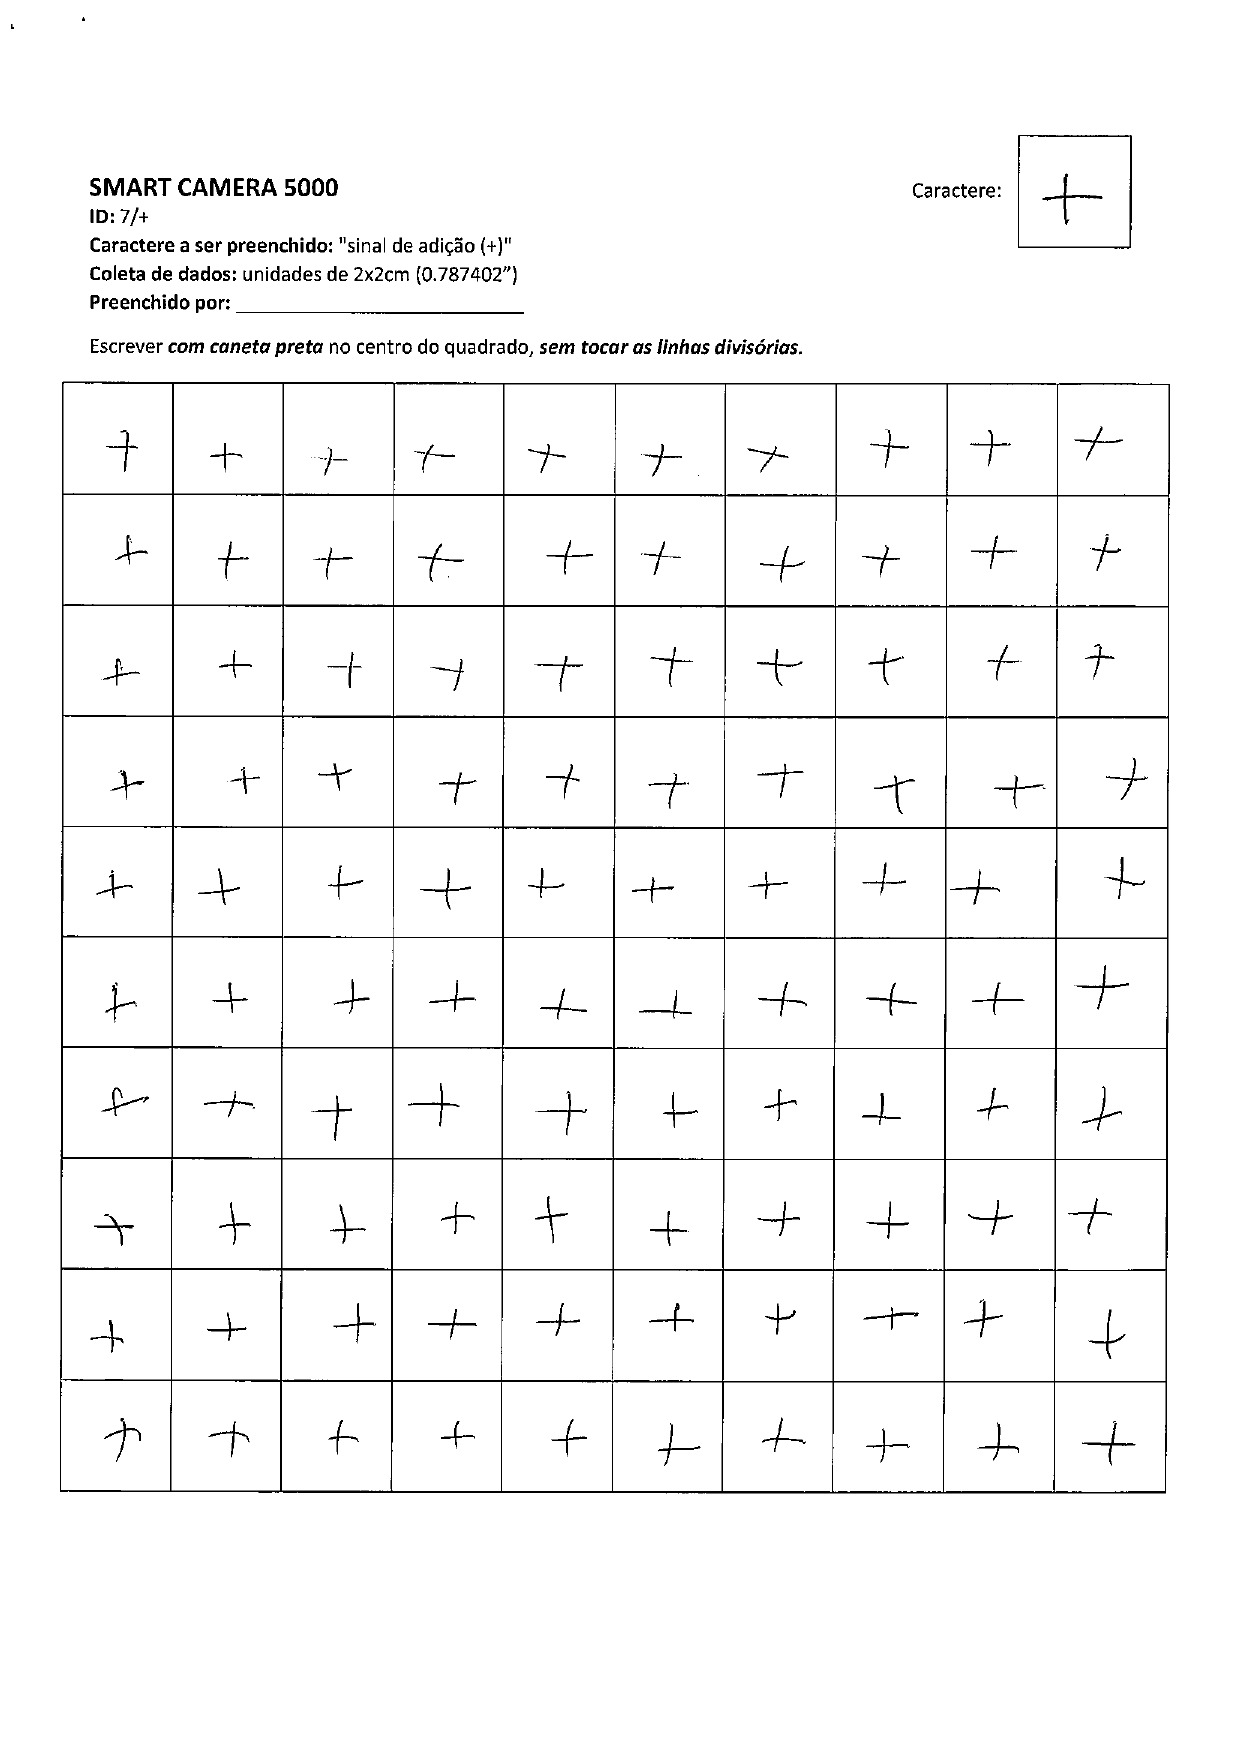 SMART CAMERA 5000
Caractere: +
ID: 7/+
Caractere a ser preenchido: "sinal de adição (+)"
Coleta de dados: unidades de 2x2cm (0.787402")
Preenchido por: 
Escrever com caneta preta no centro do quadrado, sem tocar as linhas divisórias.
+ + + + + + + + + +
+ + + + + + + + + +
+ + + + + + + + + +
+ + + + + + + + + +
+ + + + + + + + + +
+ + + + + + + + + +
+ + + + + + + + + +
+ + + + + + + + + +
+ + + + + + + + + +
+ + + + + + + + + +